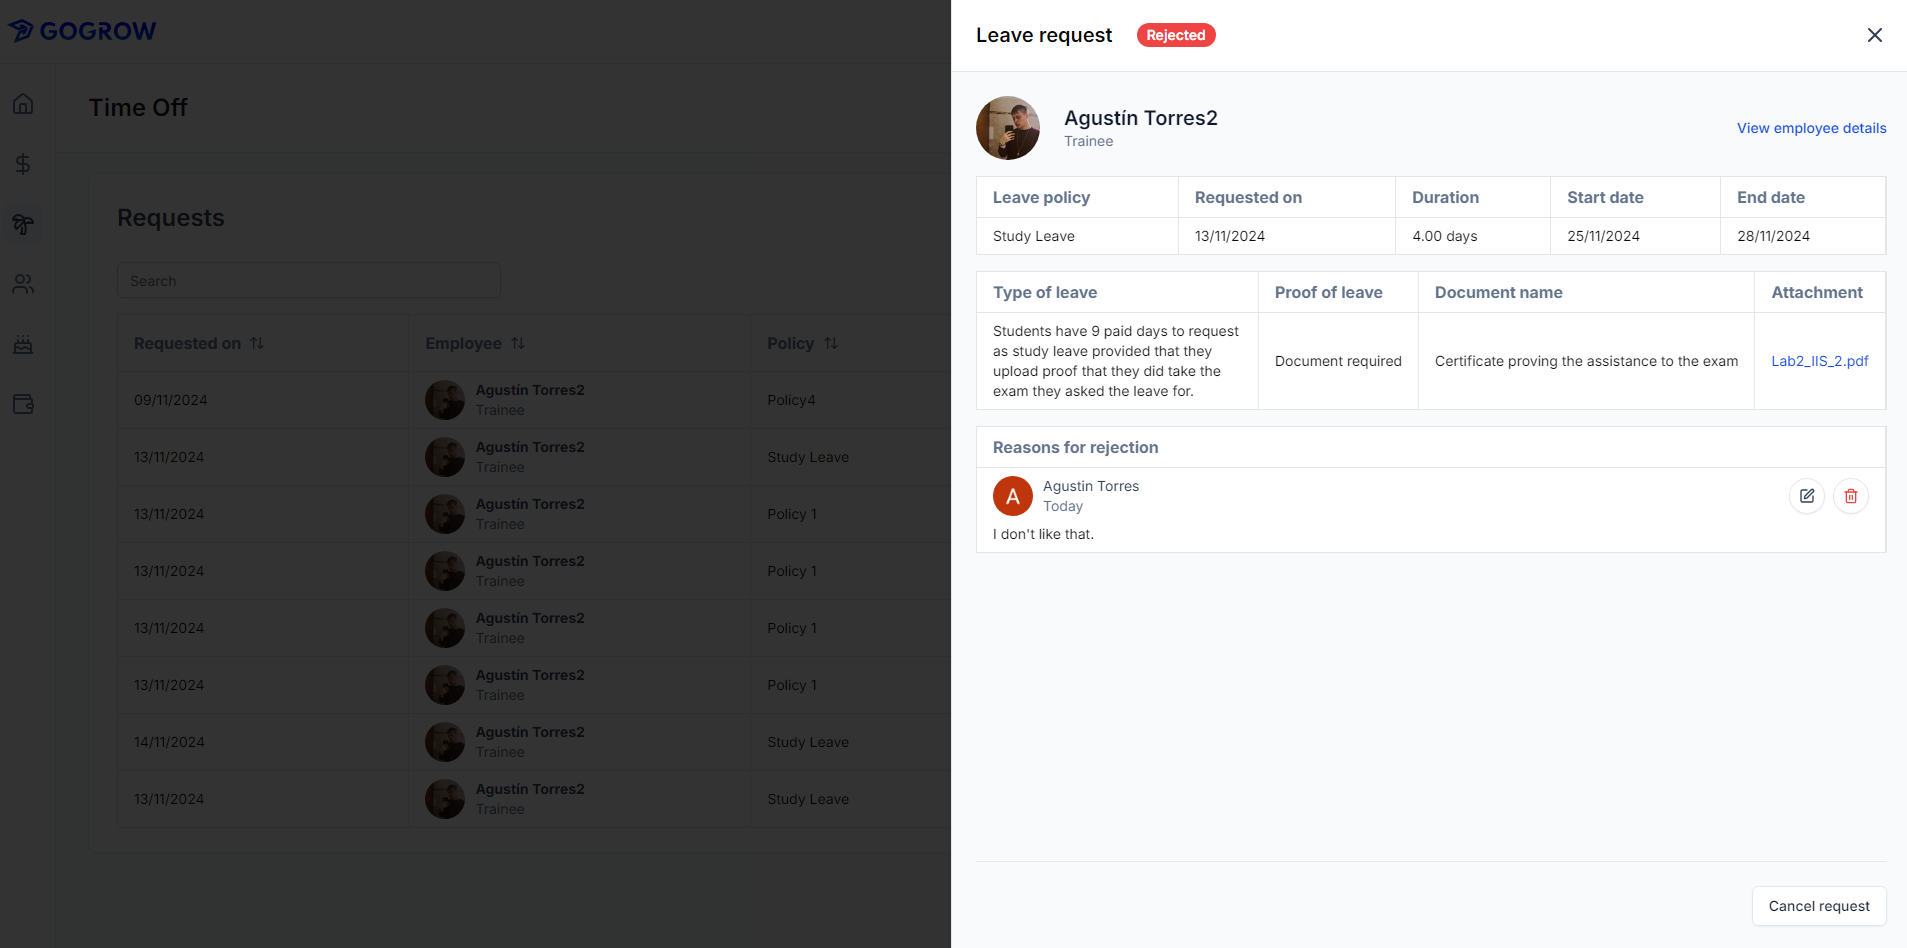 GOGROW
Time Off
Requests
Search
Requested on
Employee
Policy
09/11/2024
Agustín Torres2
Trainee
Policy4
13/11/2024
Agustín Torres2
Trainee
Study Leave
13/11/2024
Agustín Torres2
Trainee
Policy 1
13/11/2024
Agustín Torres2
Trainee
Policy 1
13/11/2024
Agustín Torres2
Trainee
Policy 1
13/11/2024
Agustín Torres2
Trainee
Policy 1
14/11/2024
Agustín Torres2
Trainee
Study Leave
13/11/2024
Agustín Torres2
Trainee
Study Leave
Leave request
Rejected
Agustín Torres2
Trainee
View employee details
Leave policy
Requested on
Duration
Start date
End date
Study Leave
13/11/2024
4.00 days
25/11/2024
28/11/2024
Type of leave
Proof of leave
Document name
Attachment
Students have 9 paid days to request
as study leave provided that they
upload proof that they did take the
exam they asked the leave for.
Document required
Certificate proving the assistance to the exam
Lab2_IIS_2.pdf
Reasons for rejection
A
Agustin Torres
Today
I don't like that.
Cancel request